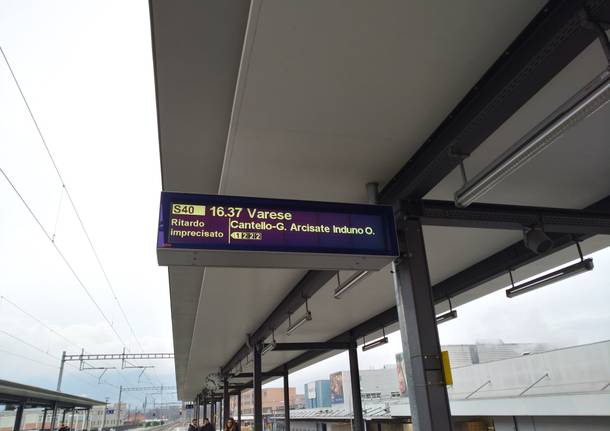 S40 16.37 Varese
Ritardo imprecisato
Cantello-G. Arcisate Induno O.
1 2 2 2